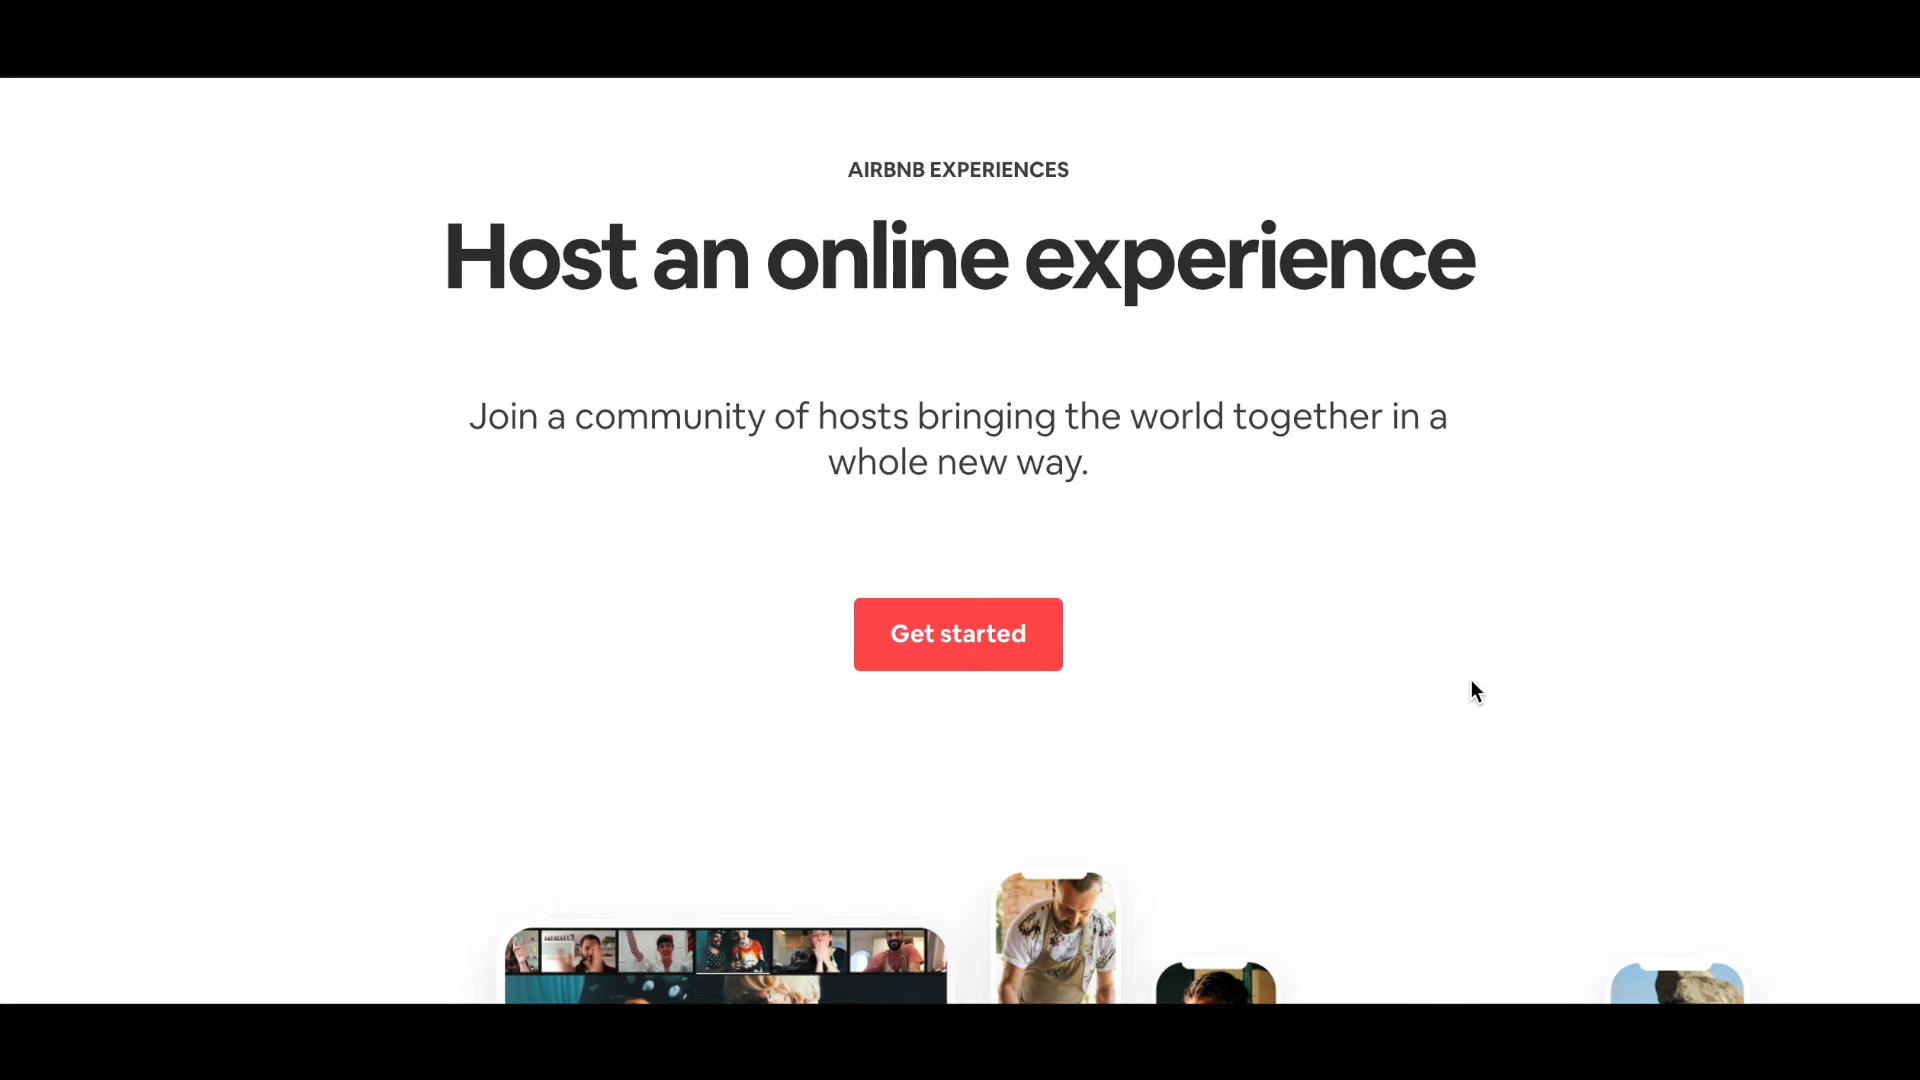 AIRBNB EXPERIENCES
Host an online experience
Join a community of hosts bringing the world together in a
whole new way.
Get started